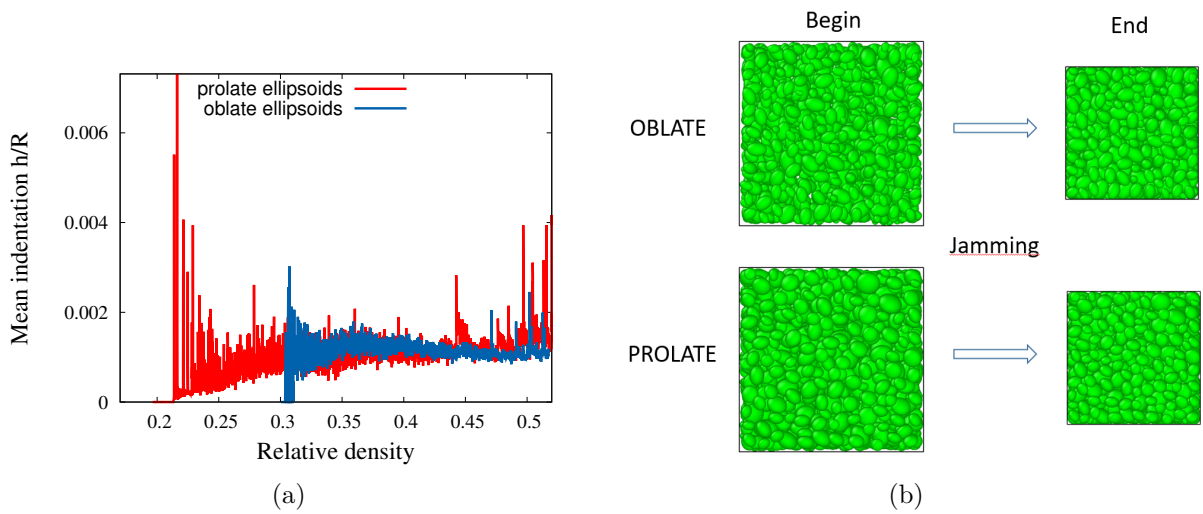 prolate ellipsoids
oblate ellipsoids
Mean indentation h/R
0.006
0.004
0.002
0
0.2 0.25 0.3 0.35 0.4 0.45 0.5
Relative density
(a)
Begin End
OBLATE
Jamming
PROLATE
(b)